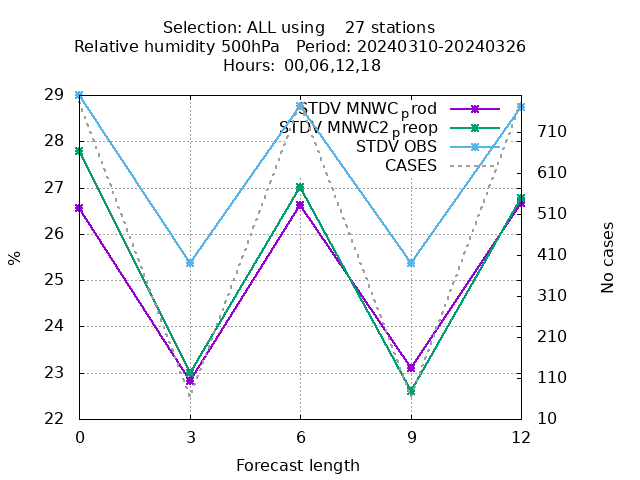 Selection: ALL using    27 stations
Relative humidity 500hPa   Period: 20240310-20240326
Hours: 00,06,12,18
STDV MNWC_prod
STDV MNWC2_preop
STDV OBS
CASES
29
28
27
26
25
24
23
22
%
710
610
510
410
310
210
110
10
No cases
0 3 6 9 12
Forecast length